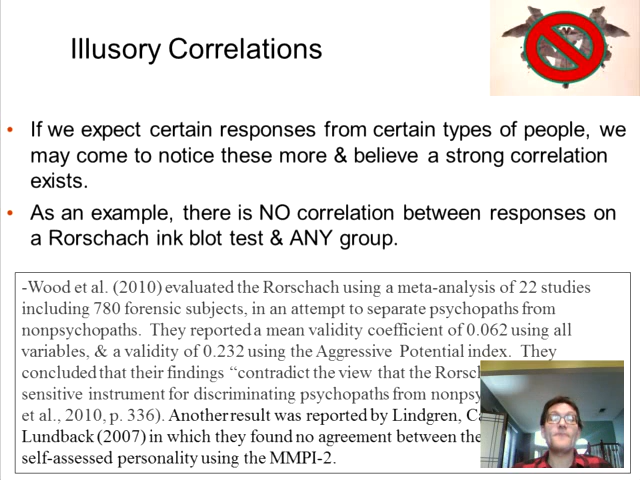 Illusory Correlations
• If we expect certain responses from certain types of people, we
may come to notice these more & believe a strong correlation
exists.
• As an example, there is NO correlation between responses on
a Rorschach ink blot test & ANY group.
-Wood et al. (2010) evaluated the Rorschach using a meta-analysis of 22 studies
including 780 forensic subjects, in an attempt to separate psychopaths from
nonpsychopaths. They reported a mean validity coefficient of 0.062 using all
variables, & a validity of 0.232 using the Aggressive Potential index. They
concluded that their findings “contradict the view that the
sensitive instrument for discriminating psychopaths from
et al., 2010, p. 336). Another result was reported by Lindgren,
Lundback (2007) in which they found no agreement between the
self-assessed personality using the MMPI-2.